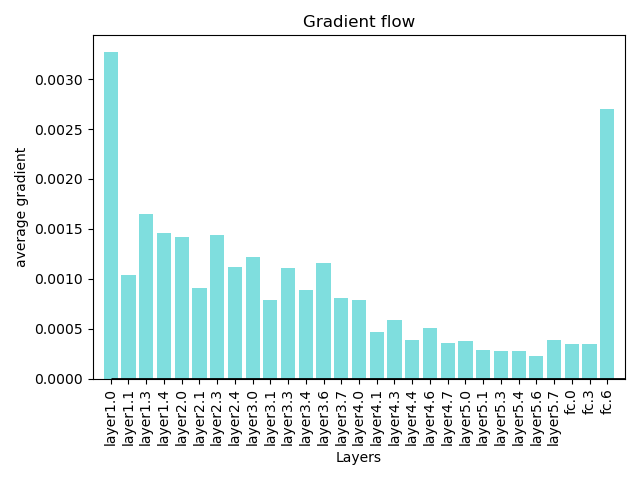 Gradient flow
average gradient
0.0030
0.0025
0.0020
0.0015
0.0010
0.0005
0.0000
layer1.0
layer1.1
layer1.3
layer1.4
layer2.0
layer2.1
layer2.3
layer2.4
layer3.0
layer3.1
layer3.3
layer3.4
layer3.6
layer3.7
layer4.0
layer4.1
layer4.3
layer4.4
layer4.6
layer4.7
layer5.0
layer5.1
layer5.3
layer5.4
layer5.6
layer5.7
fc.0
fc.3
fc.6
Layers